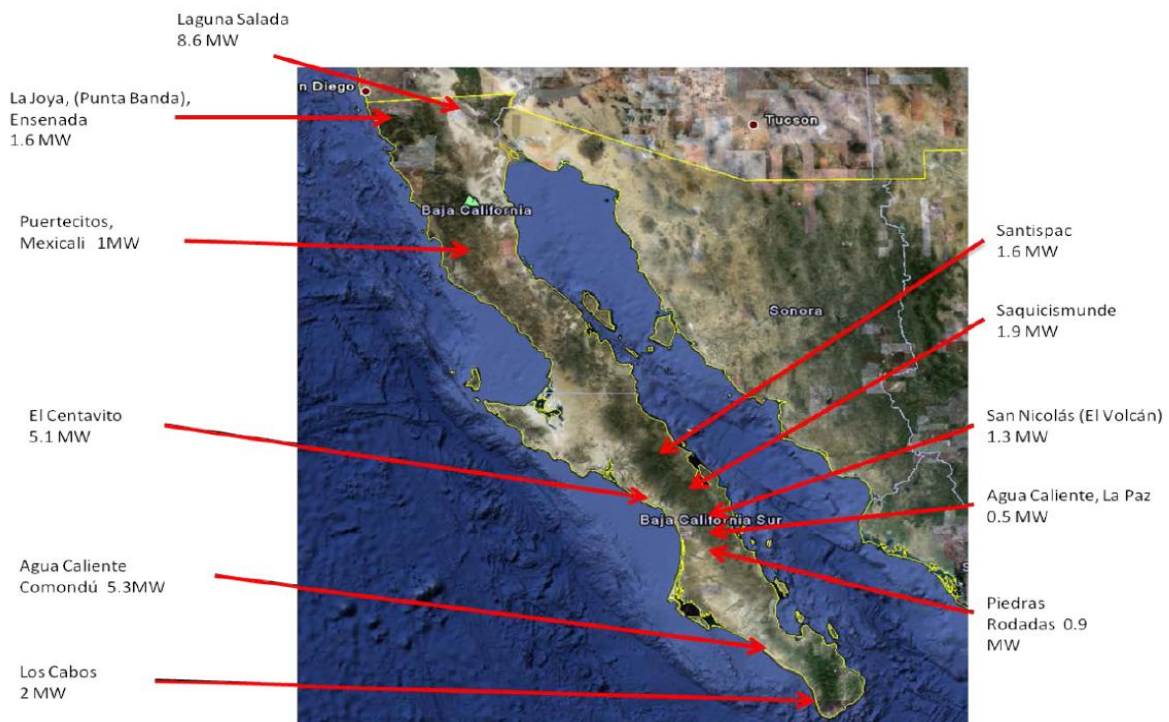 Laguna Salada
8.6 MW
La Joya, (Punta Banda),
Ensenada
1.6 MW
Puertecitos,
Mexicali 1MW
El Centavito
5.1 MW
Agua Caliente
Comondú 5.3MW
Los Cabos
2 MW
n Diego
Tucson
Baja California
Sonora
Baja California Sur
Santispac
1.6 MW
Saquicismunde
1.9 MW
San Nicolás (El Volcán)
1.3 MW
Agua Caliente, La Paz
0.5 MW
Piedras
Rodadas 0.9
MW
S